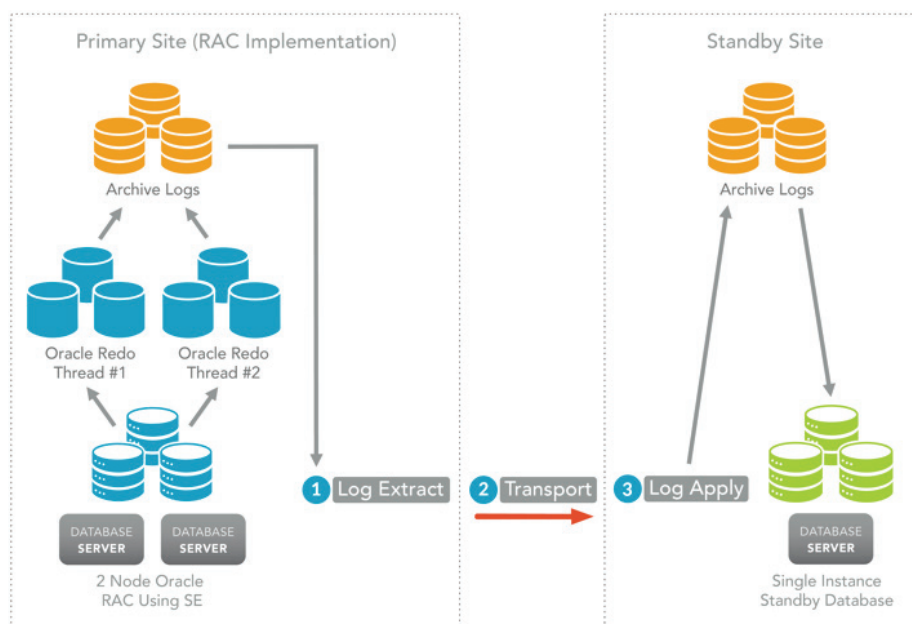 Primary Site (RAC Implementation)
Archive Logs
Oracle Redo
Thread #1
Oracle Redo
Thread #2
1 Log Extract
DATABASE
SERVER
DATABASE
SERVER
2 Node Oracle
RAC Using SE
2 Transport
Standby Site
Archive Logs
3 Log Apply
DATABASE
SERVER
Single Instance
Standby Database